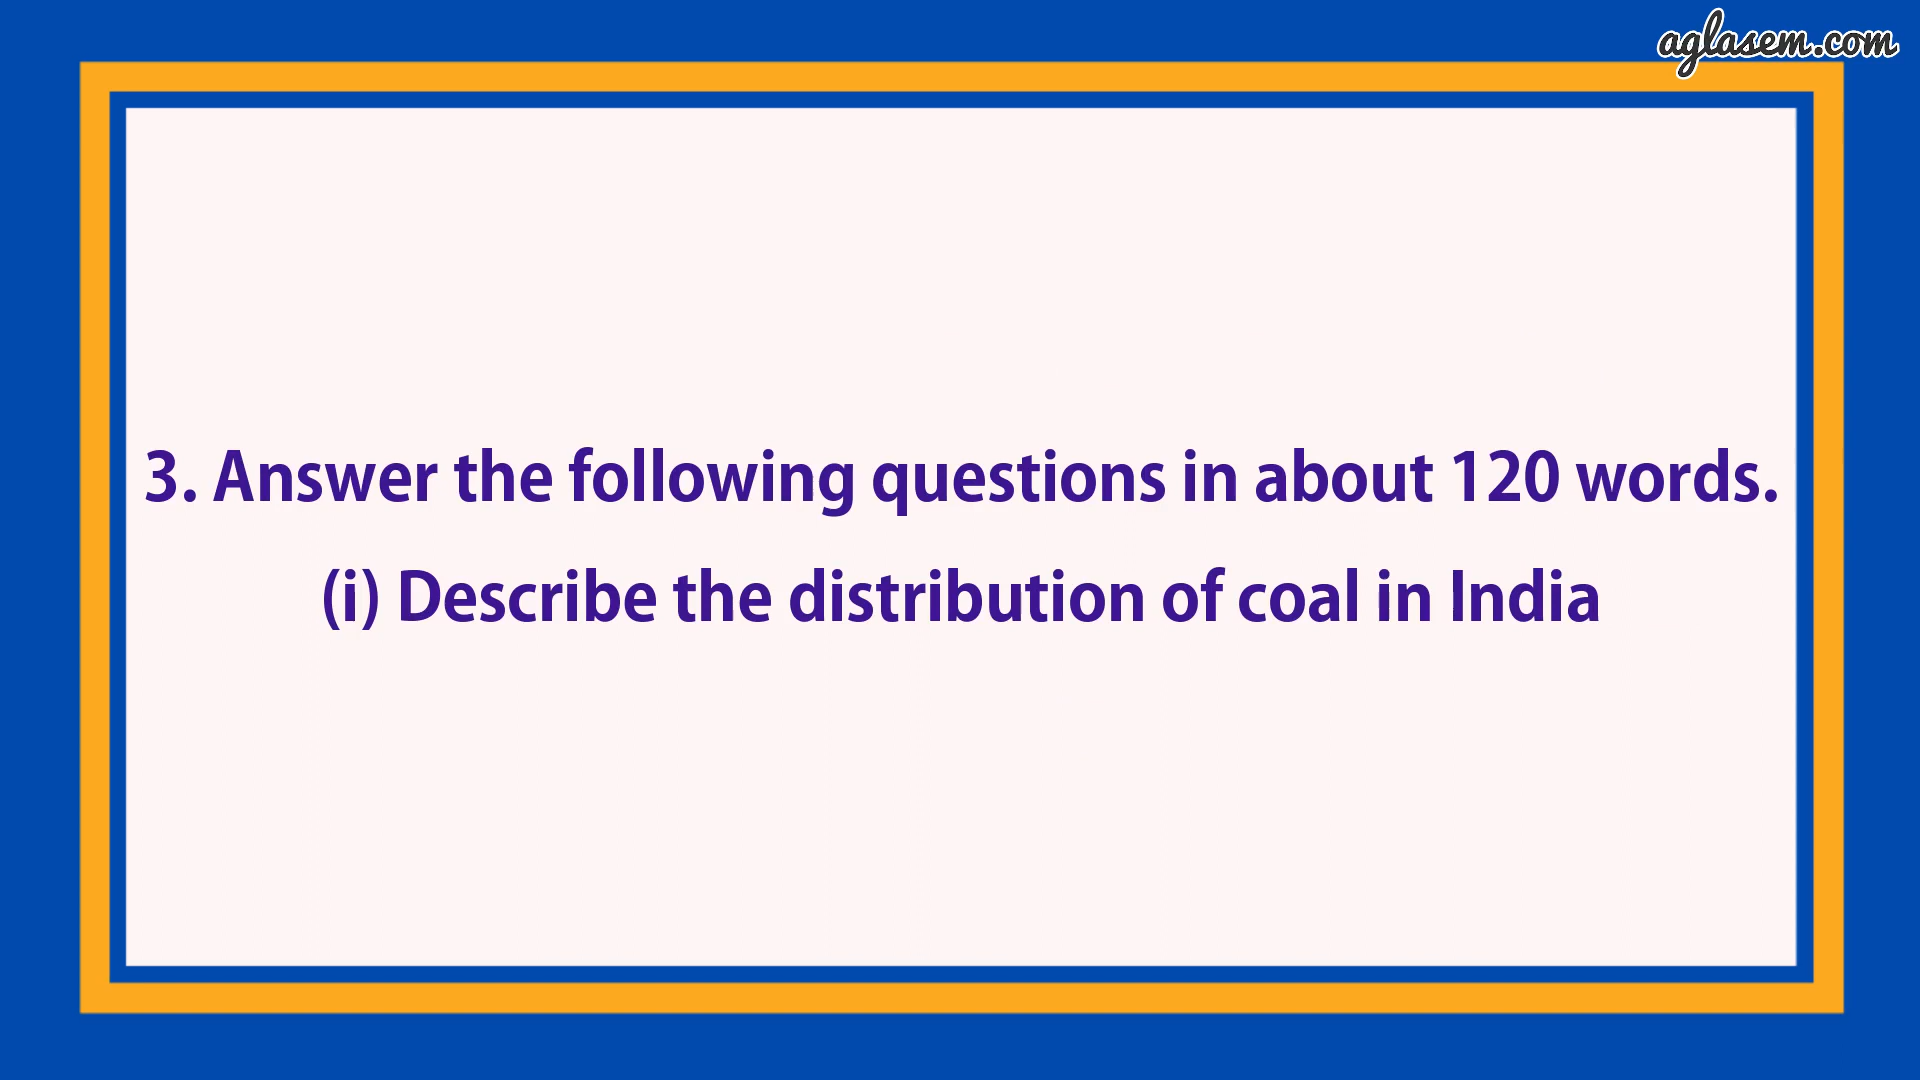 aglasem.com
3. Answer the following questions in about 120 words.
(i) Describe the distribution of coal in India